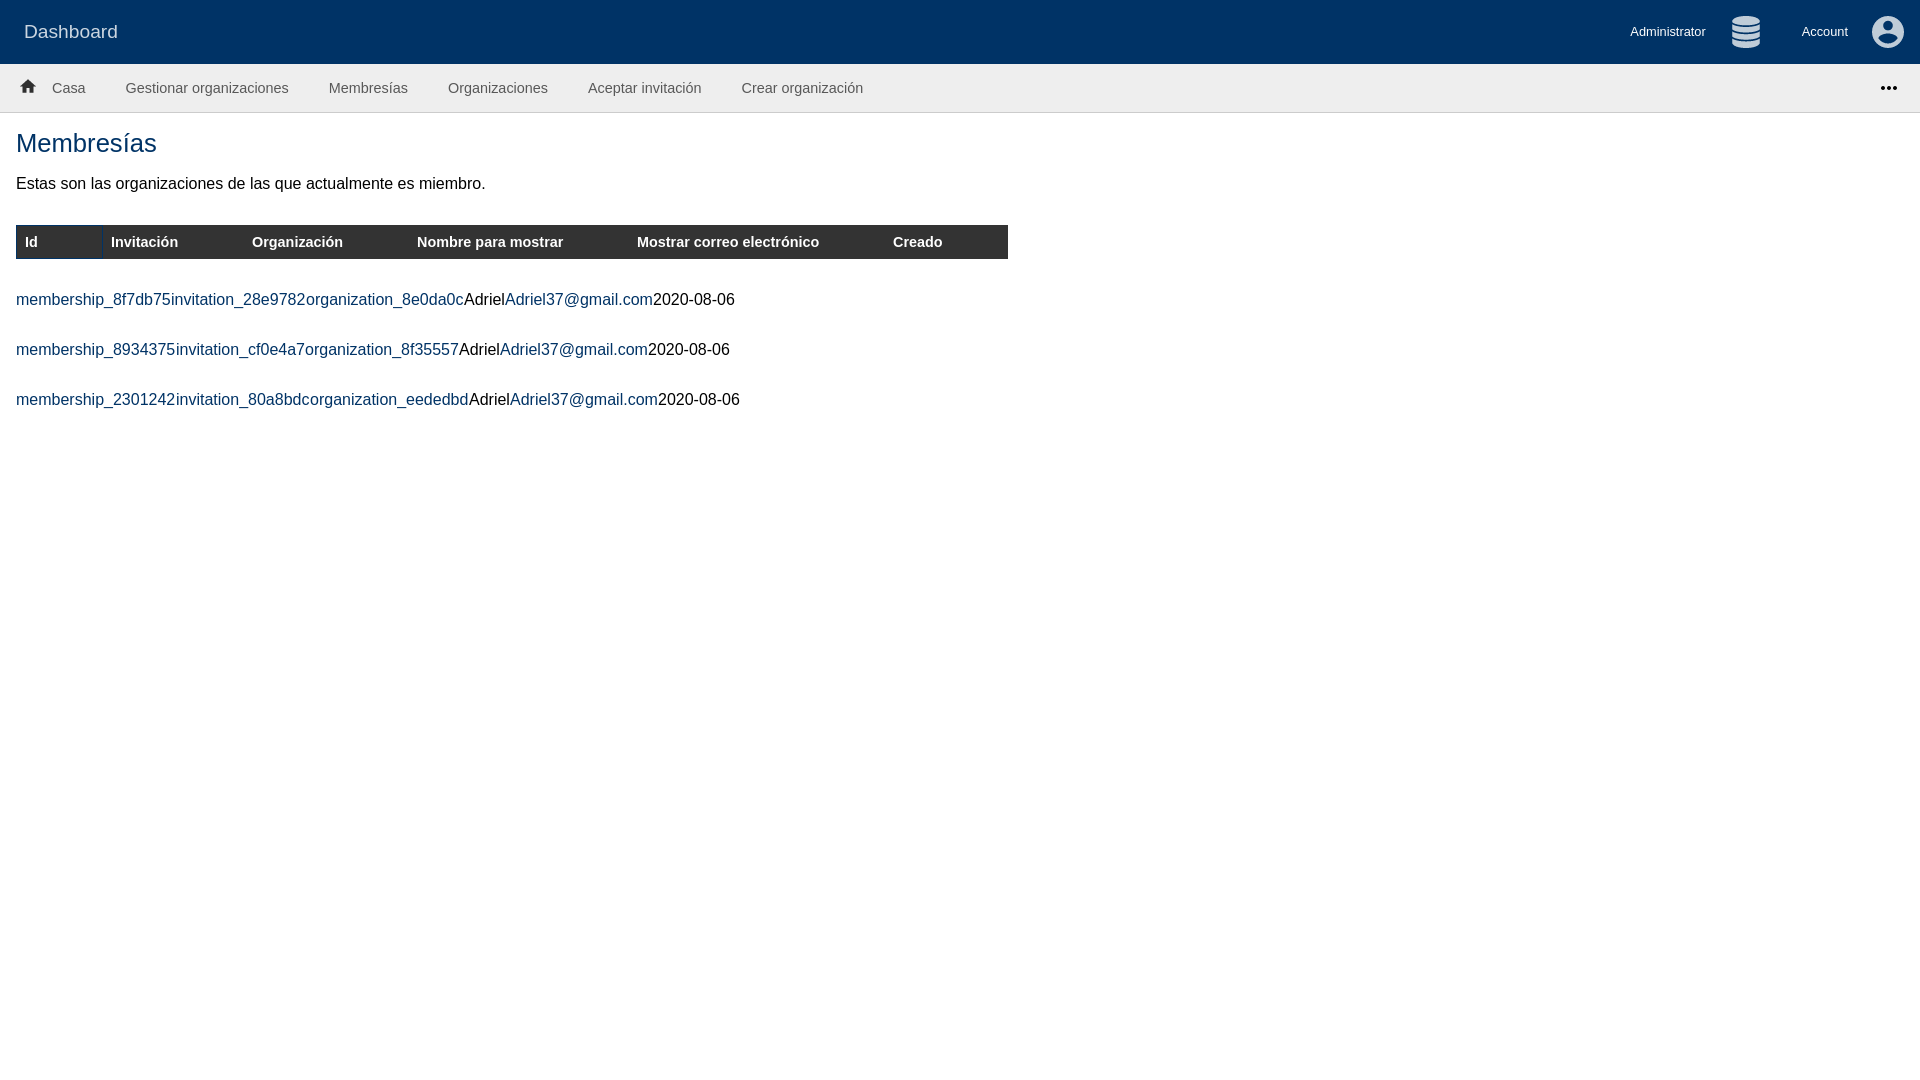 Dashboard Administrator Account
Casa Gestionar organizaciones Membresías Organizaciones Aceptar invitación Crear organización
Membresías
Estas son las organizaciones de las que actualmente es miembro.
Id Invitación Organización Nombre para mostrar Mostrar correo electrónico Creado
membership_8f7db75invitation_28e9782organization_8e0da0cAdrielAdriel37@gmail.com2020-08-06
membership_8934375invitation_cf0e4a7organization_8f35557AdrielAdriel37@gmail.com2020-08-06
membership_2301242invitation_80a8bdcorganization_eededbdAdrielAdriel37@gmail.com2020-08-06